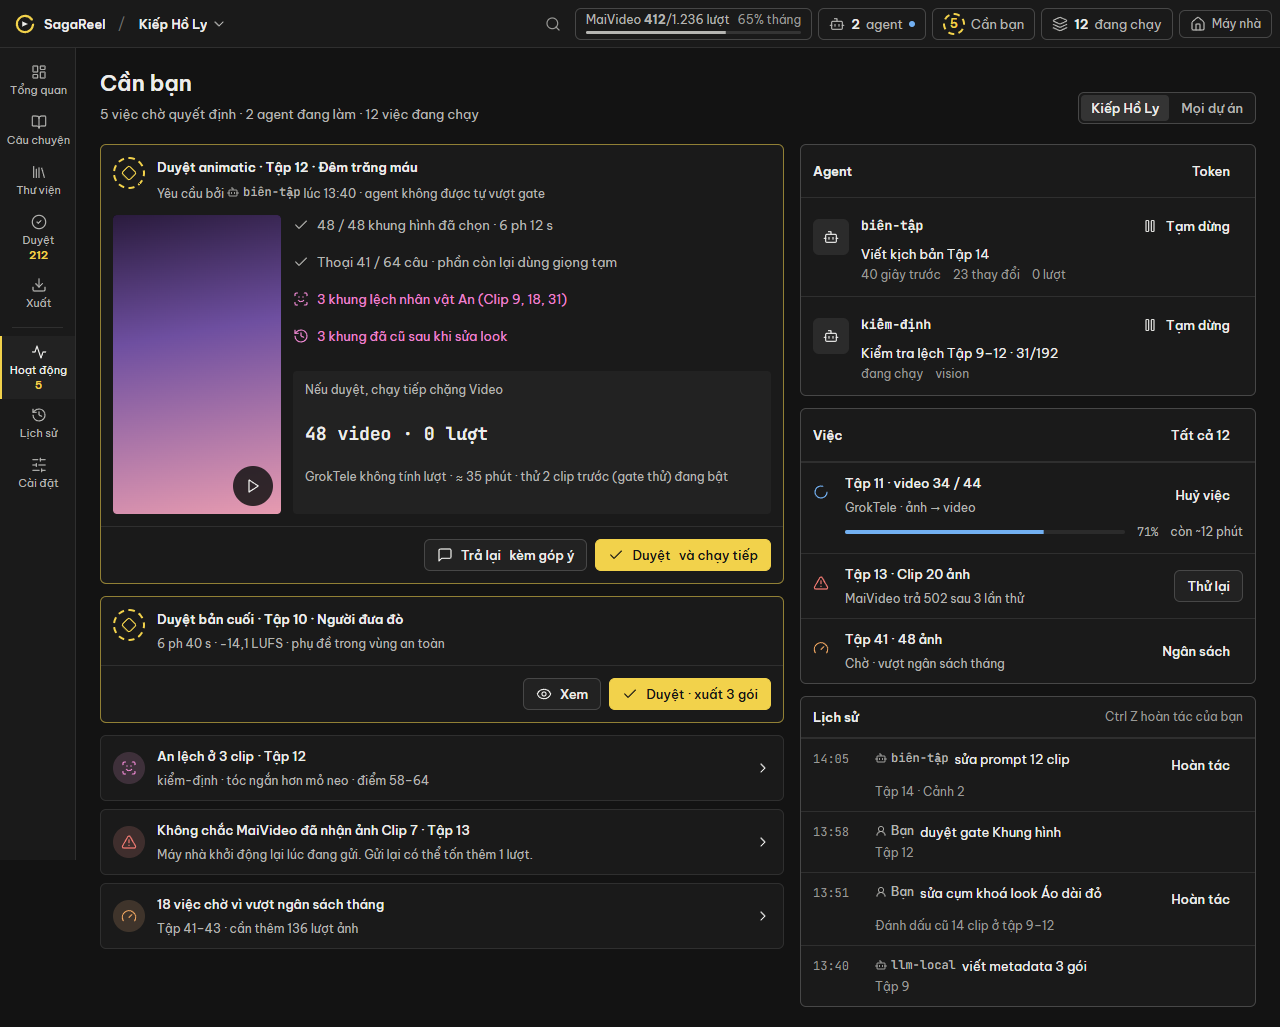 SagaReel / Kiếp Hồ Ly
MaiVideo 412/1.236 lượt 65% tháng
2 agent
5 Cần bạn
12 đang chạy
Máy nhà
Tổng quan
Câu chuyện
Thư viện
Duyệt
212
Xuất
Hoạt động
5
Lịch sử
Cài đặt
Cần bạn
5 việc chờ quyết định · 2 agent đang làm · 12 việc đang chạy
Kiếp Hồ Ly
Mọi dự án
Duyệt animatic · Tập 12 · Đêm trăng máu
Yêu cầu bởi biên-tập lúc 13:40 · agent không được tự vượt gate
48 / 48 khung hình đã chọn · 6 ph 12 s
Thoại 41 / 64 câu · phần còn lại dùng giọng tạm
3 khung lệch nhân vật An (Clip 9, 18, 31)
3 khung đã cũ sau khi sửa look
Nếu duyệt, chạy tiếp chặng Video
48 video · 0 lượt
GrokTele không tính lượt · ≈ 35 phút · thử 2 clip trước (gate thử) đang bật
Trả lại kèm góp ý
Duyệt và chạy tiếp
Duyệt bản cuối · Tập 10 · Người đưa đò
6 ph 40 s · -14,1 LUFS · phụ đề trong vùng an toàn
Xem
Duyệt · xuất 3 gói
An lệch ở 3 clip · Tập 12
kiểm-định · tóc ngắn hơn mỏ neo · điểm 58–64
Không chắc MaiVideo đã nhận ảnh Clip 7 · Tập 13
Máy nhà khởi động lại lúc đang gửi. Gửi lại có thể tốn thêm 1 lượt.
18 việc chờ vì vượt ngân sách tháng
Tập 41–43 · cần thêm 136 lượt ảnh
Agent
Token
biên-tập
Tạm dừng
Viết kịch bản Tập 14
40 giây trước 23 thay đổi 0 lượt
kiểm-định
Tạm dừng
Kiểm tra lệch Tập 9–12 · 31/192
đang chạy vision
Việc
Tất cả 12
Tập 11 · video 34 / 44
GrokTele · ảnh → video
Huỷ việc
71% còn ~12 phút
Tập 13 · Clip 20 ảnh
MaiVideo trả 502 sau 3 lần thử
Thử lại
Tập 41 · 48 ảnh
Chờ · vượt ngân sách tháng
Ngân sách
Lịch sử
Ctrl Z hoàn tác của bạn
14:05 biên-tập sửa prompt 12 clip
Hoàn tác
Tập 14 · Cảnh 2
13:58 Bạn duyệt gate Khung hình
Tập 12
13:51 Bạn sửa cụm khoá look Áo dài đỏ
Hoàn tác
Đánh dấu cũ 14 clip ở tập 9–12
13:40 llm-local viết metadata 3 gói
Tập 9